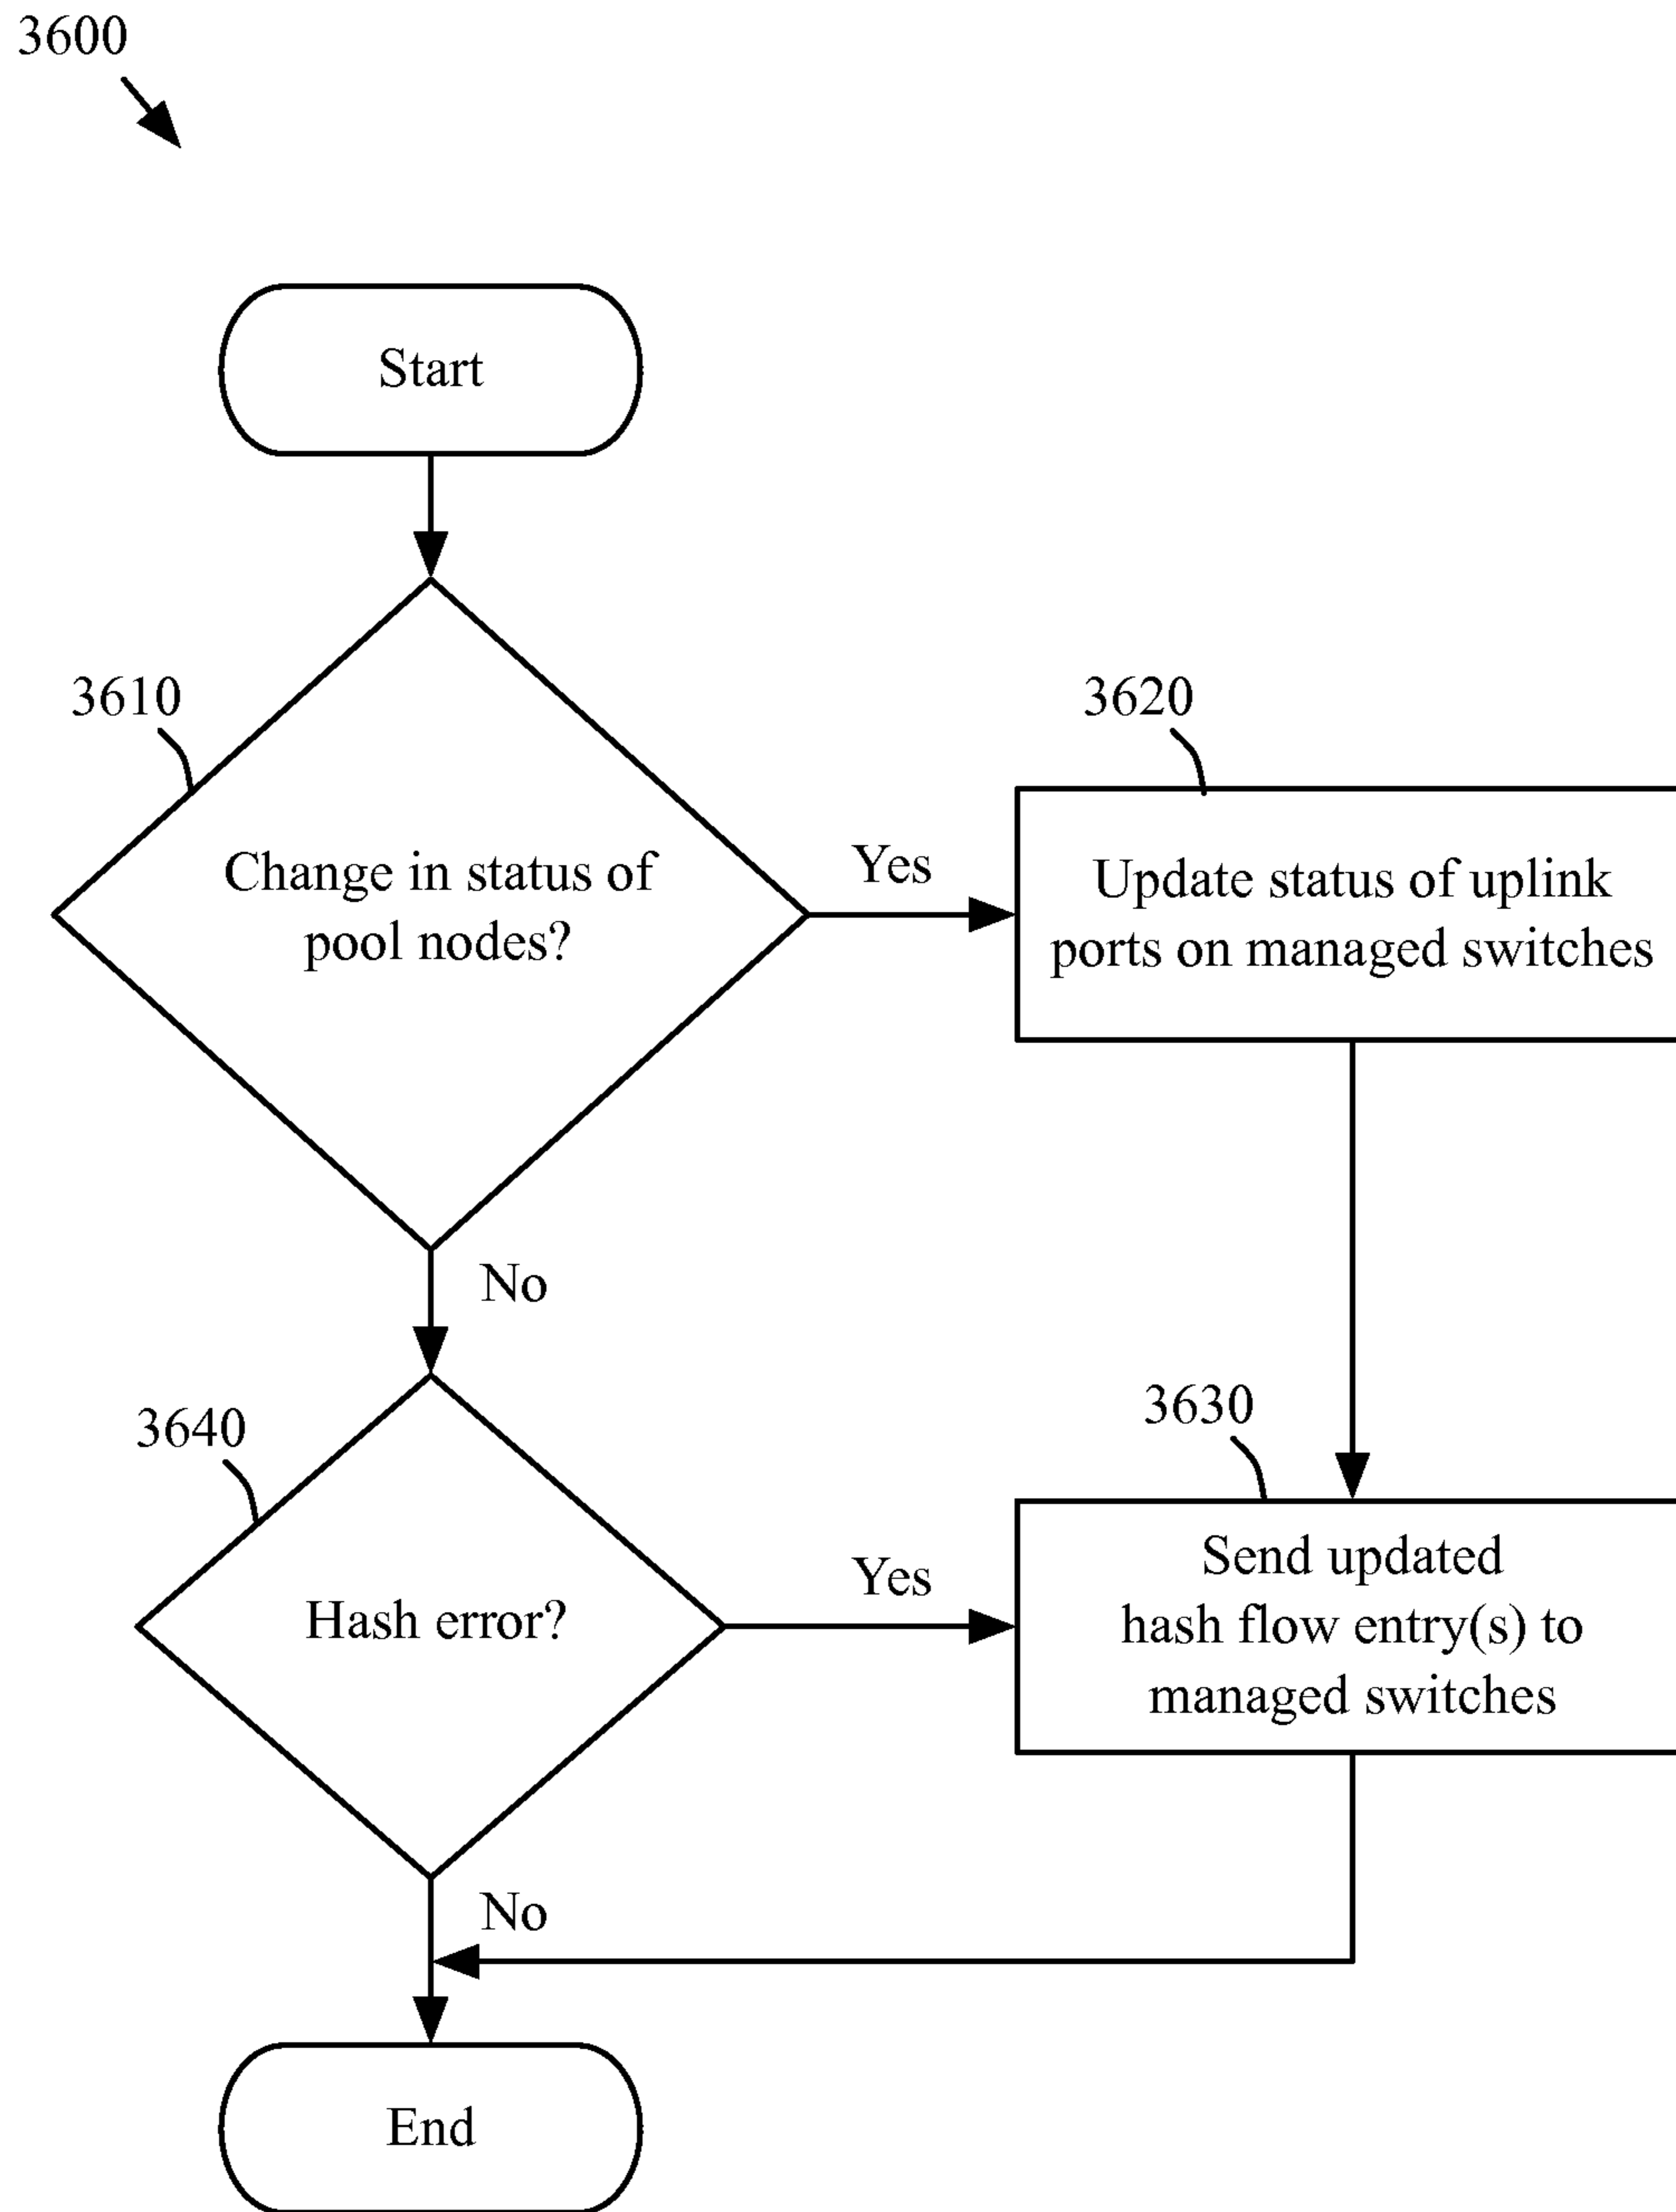 3600
Start
3610
Change in status of
pool nodes?
Yes
3620
Update status of uplink
ports on managed switches
No
3640
Hash error?
Yes
3630
Send updated
hash flow entry(s) to
managed switches
No
End